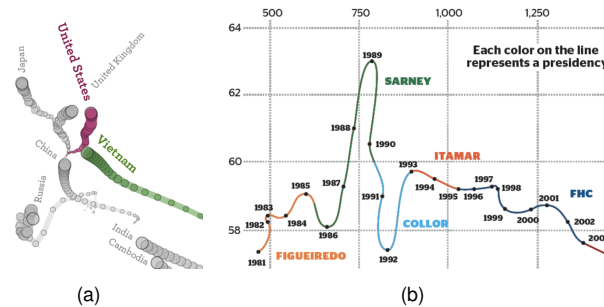 Japan
United States
United Kingdom
Vietnam
China
Russia
India
Cambodia
(a)
500 750 1,000 1,250
64
62
60
58
Each color on the line
represents a presidency
1989
SARNEY
1988
1990
1993
ITAMAR
1985
1987
1991
1994
1995
1996
1997
1998
FHC
1983
1982
1984
1986
COLLOR
1999
2000
2001
2002
1981
FIGUEIREDO
1992
(b)